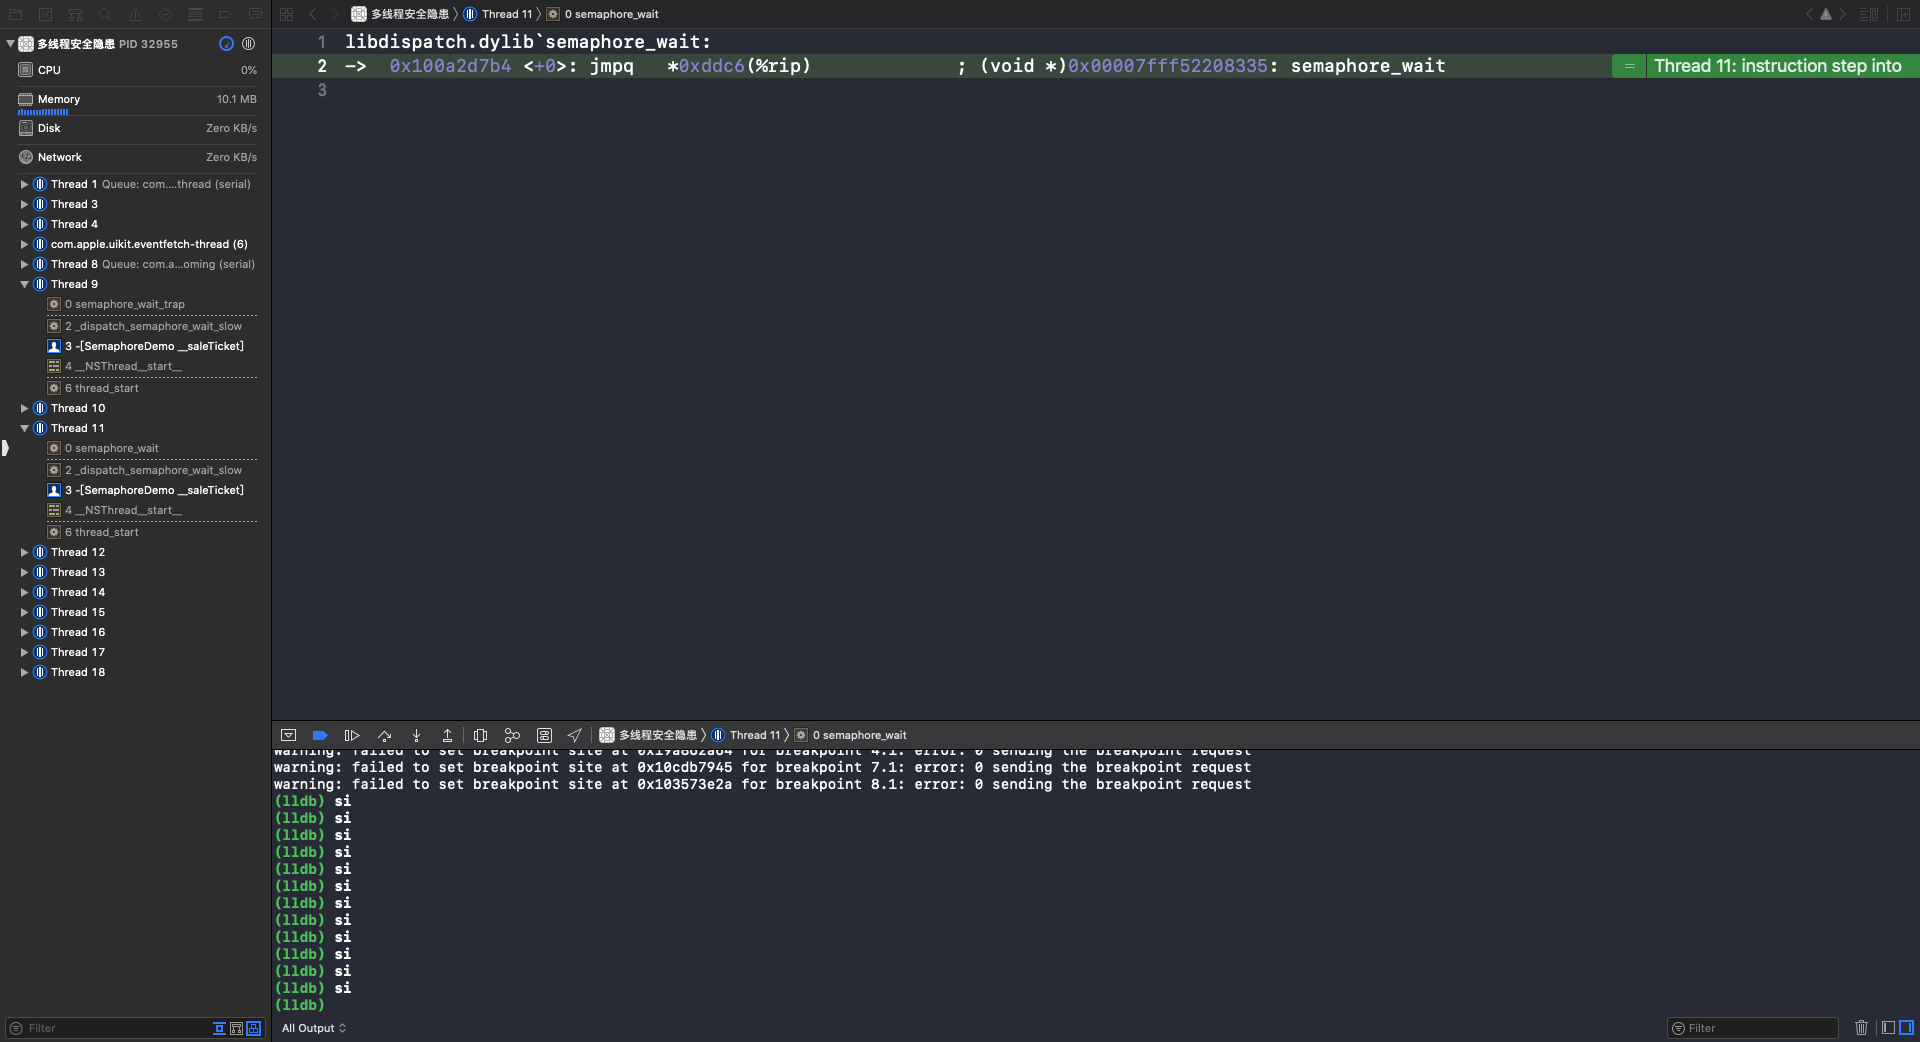 多线程安全隐患 PID 32955
CPU 0%
Memory 10.1 MB
Disk Zero KB/s
Network Zero KB/s
Thread 1 Queue: com....thread (serial)
Thread 3
Thread 4
com.apple.uikit.eventfetch-thread (6)
Thread 8 Queue: com.a...oming (serial)
Thread 9
0 semaphore_wait_trap
2 _dispatch_semaphore_wait_slow
3 -[SemaphoreDemo __saleTicket]
4 __NSThread__start__
6 thread_start
Thread 10
Thread 11
0 semaphore_wait
2 _dispatch_semaphore_wait_slow
3 -[SemaphoreDemo __saleTicket]
4 __NSThread__start__
6 thread_start
Thread 12
Thread 13
Thread 14
Thread 15
Thread 16
Thread 17
Thread 18
Filter
多线程安全隐患 〉 Thread 11 〉 0 semaphore_wait
1 libdispatch.dylib`semaphore_wait:
2 -> 0x100a2d7b4 <+0>: jmpq *0xddc6(%rip) ; (void *)0x00007fff52208335: semaphore_wait
= Thread 11: instruction step into
3
多线程安全隐患 〉 Thread 11 〉 0 semaphore_wait
warning: failed to set breakpoint site at 0x19a862a64 for breakpoint 4.1: error: 0 sending the breakpoint request
warning: failed to set breakpoint site at 0x10cdb7945 for breakpoint 7.1: error: 0 sending the breakpoint request
warning: failed to set breakpoint site at 0x103573e2a for breakpoint 8.1: error: 0 sending the breakpoint request
(lldb) si
(lldb) si
(lldb) si
(lldb) si
(lldb) si
(lldb) si
(lldb) si
(lldb) si
(lldb) si
(lldb) si
(lldb) si
(lldb) si
(lldb)
All Output
Filter